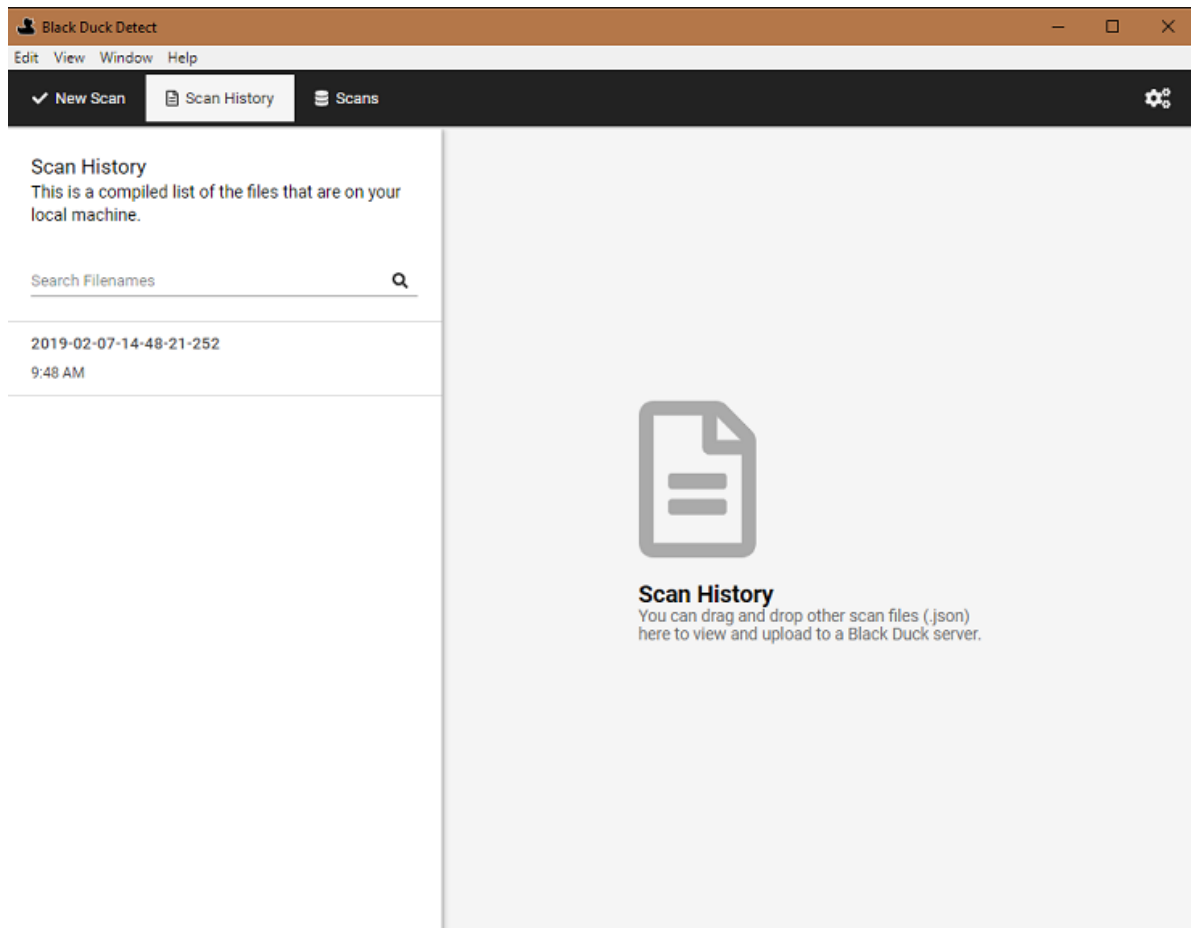 Black Duck Detect
Edit View Window Help
New Scan Scan History Scans
Scan History
This is a compiled list of the files that are on your
local machine.
Search Filenames
2019-02-07-14-48-21-252
9:48 AM
Scan History
You can drag and drop other scan files (.json)
here to view and upload to a Black Duck server.